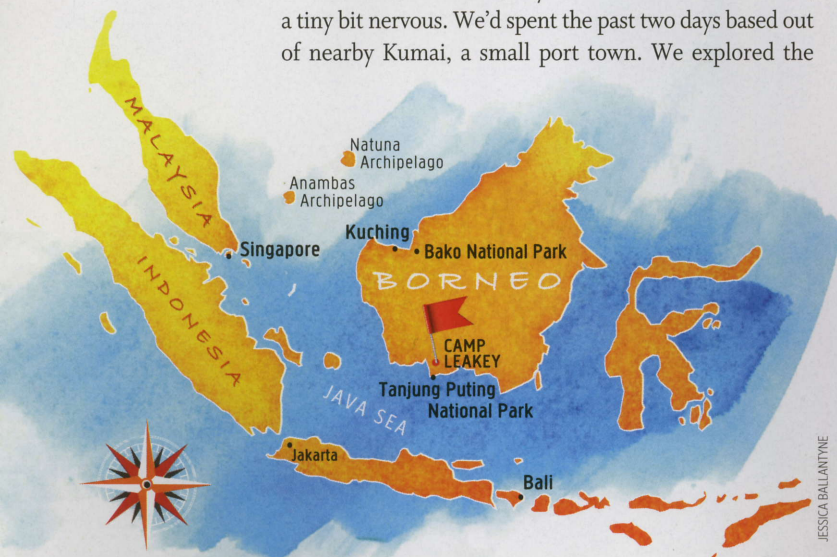 a tiny bit nervous. We'd spent the past two days based out
of nearby Kumai, a small port town. We explored the
MALAYSIA
Natuna
Archipelago
Anambas
Archipelago
Singapore
Kuching
Bako National Park
BORNEO
INDONESIA
CAMP
LEAKEY
Tanjung Puting
National Park
JAVA SEA
Jakarta
Bali
JESSICA BALLANTYNE